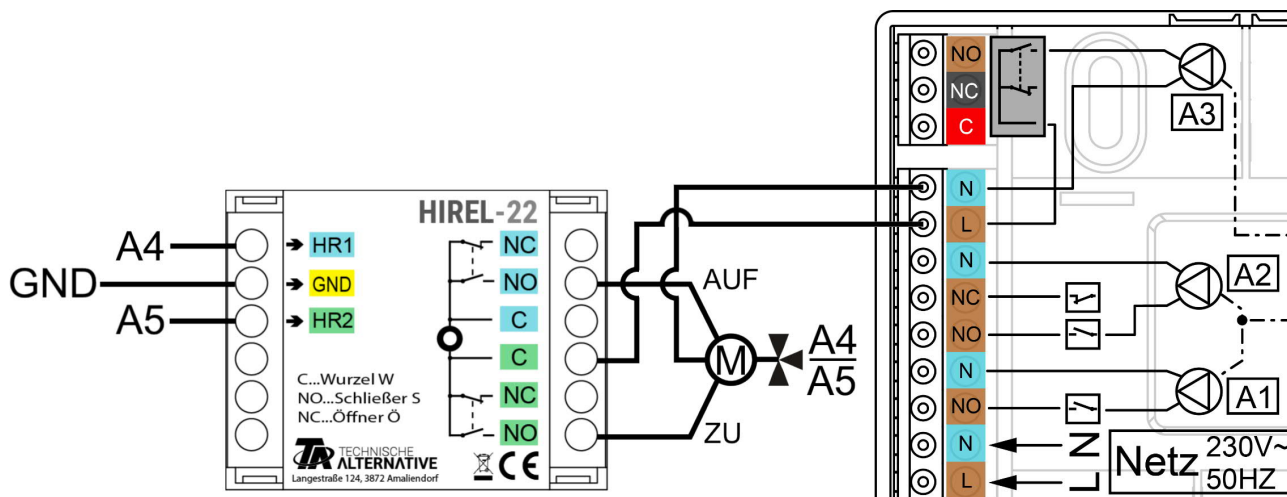 A4
GND
A5
HIREL-22
HR1
GND
HR2
NC
NO
C
C
NC
NO
C...Wurzel W
NO...Schließer S
NC...Öffner Ö
TA TECHNISCHE
ALTERNATIVE
Langestraße 124, 3872 Amaliendorf
CE
AUF
M
ZU
A4
A5
NO
NC
C
N
L
N
NC
NO
N
NO
N
L
A3
A2
A1
N
L
Netz 230V~
50HZ